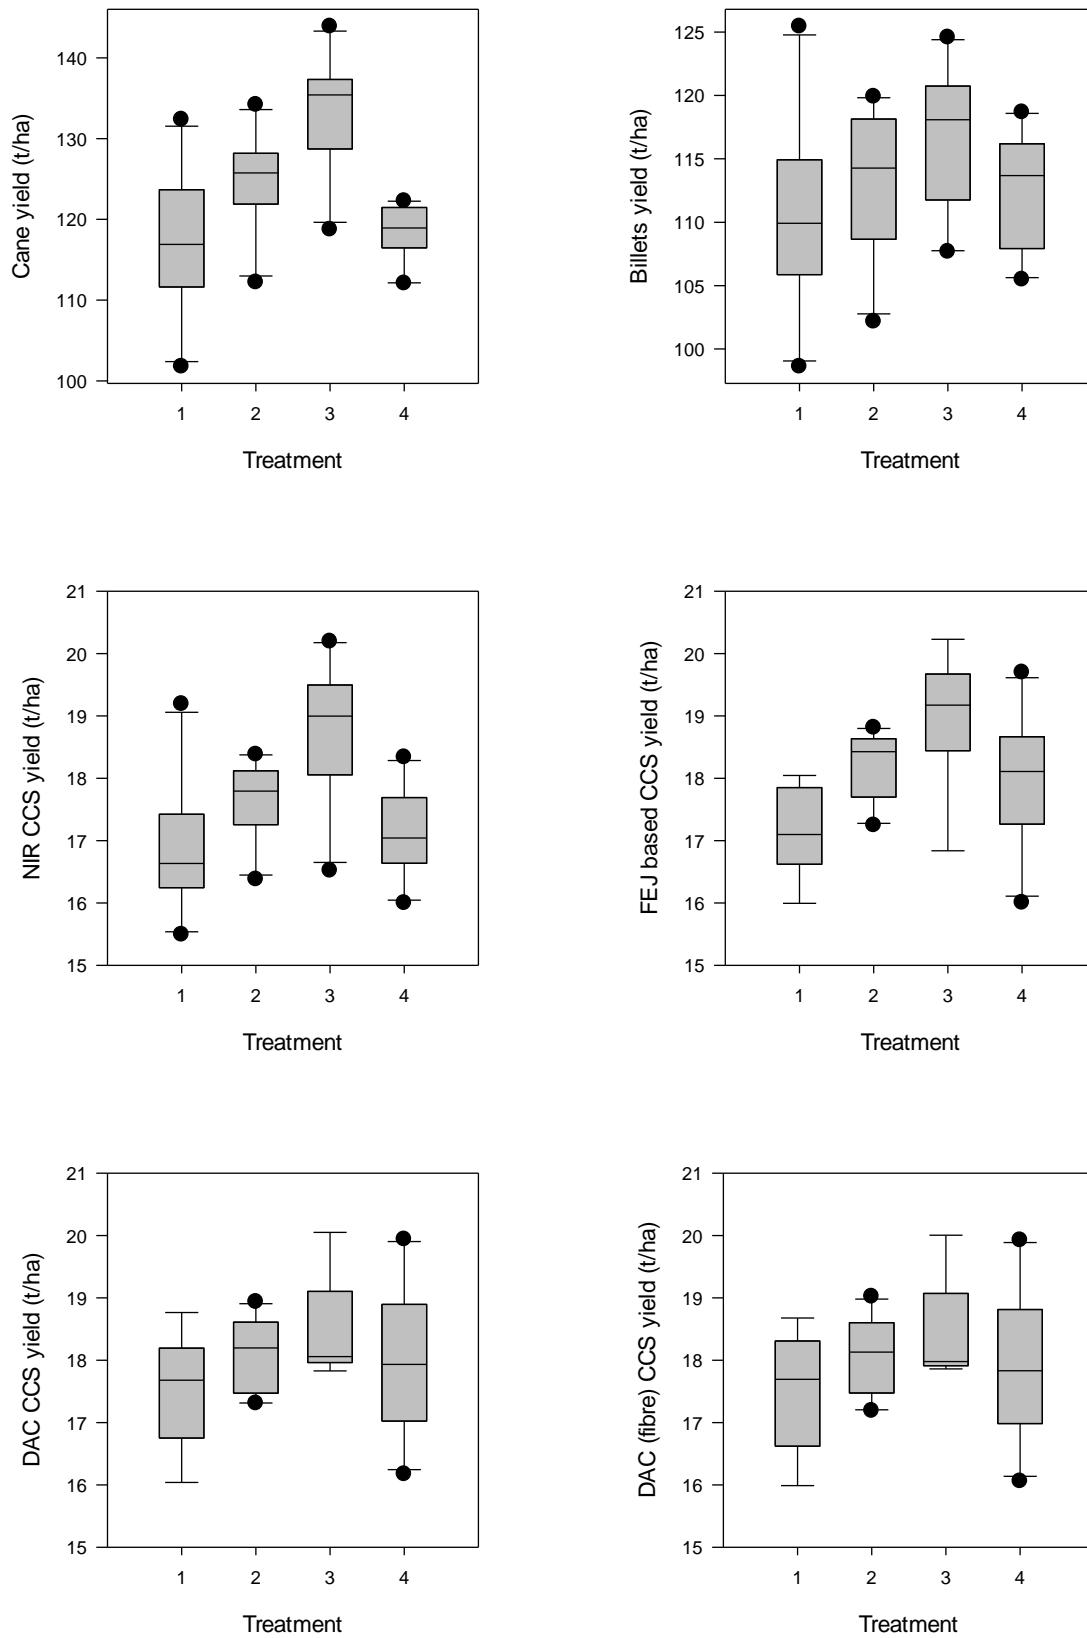 Cane yield (t/ha)
140
130
120
110
100
1 2 3 4
Treatment
Billets yield (t/ha)
125
120
115
110
105
100
1 2 3 4
Treatment
NIR CCS yield (t/ha)
21
20
19
18
17
16
15
1 2 3 4
Treatment
FEJ based CCS yield (t/ha)
21
20
19
18
17
16
15
1 2 3 4
Treatment
DAC CCS yield (t/ha)
21
20
19
18
17
16
15
1 2 3 4
Treatment
DAC (fibre) CCS yield (t/ha)
21
20
19
18
17
16
15
1 2 3 4
Treatment